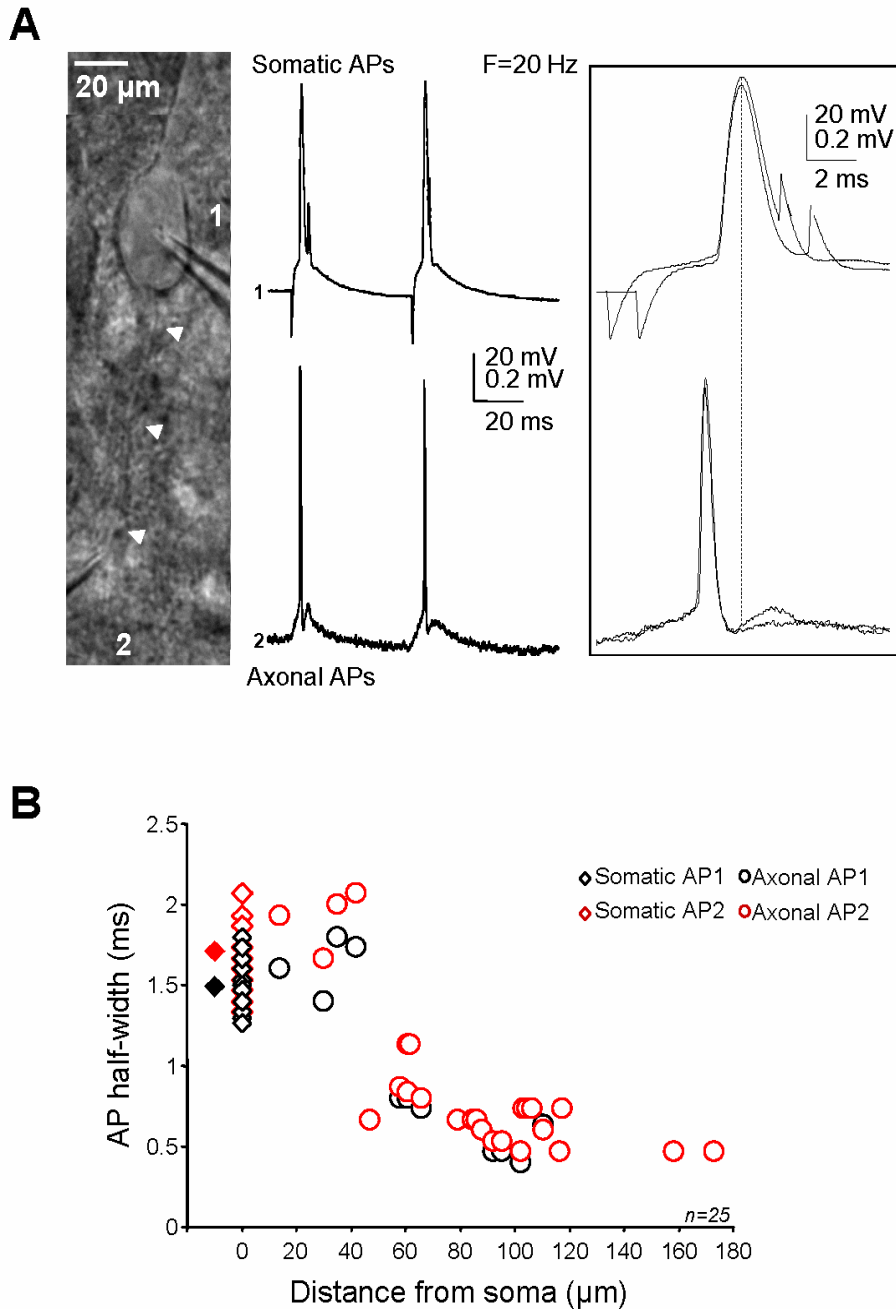 A
20 µm
1
2
Somatic APs
F=20 Hz
1
20 mV
0.2 mV
20 ms
2
Axonal APs
20 mV
0.2 mV
2 ms
B
AP half-width (ms)
2.5
2
1.5
1
0.5
0
Somatic AP1
Axonal AP1
Somatic AP2
Axonal AP2
n=25
0 20 40 60 80 100 120 140 160 180
Distance from soma (µm)